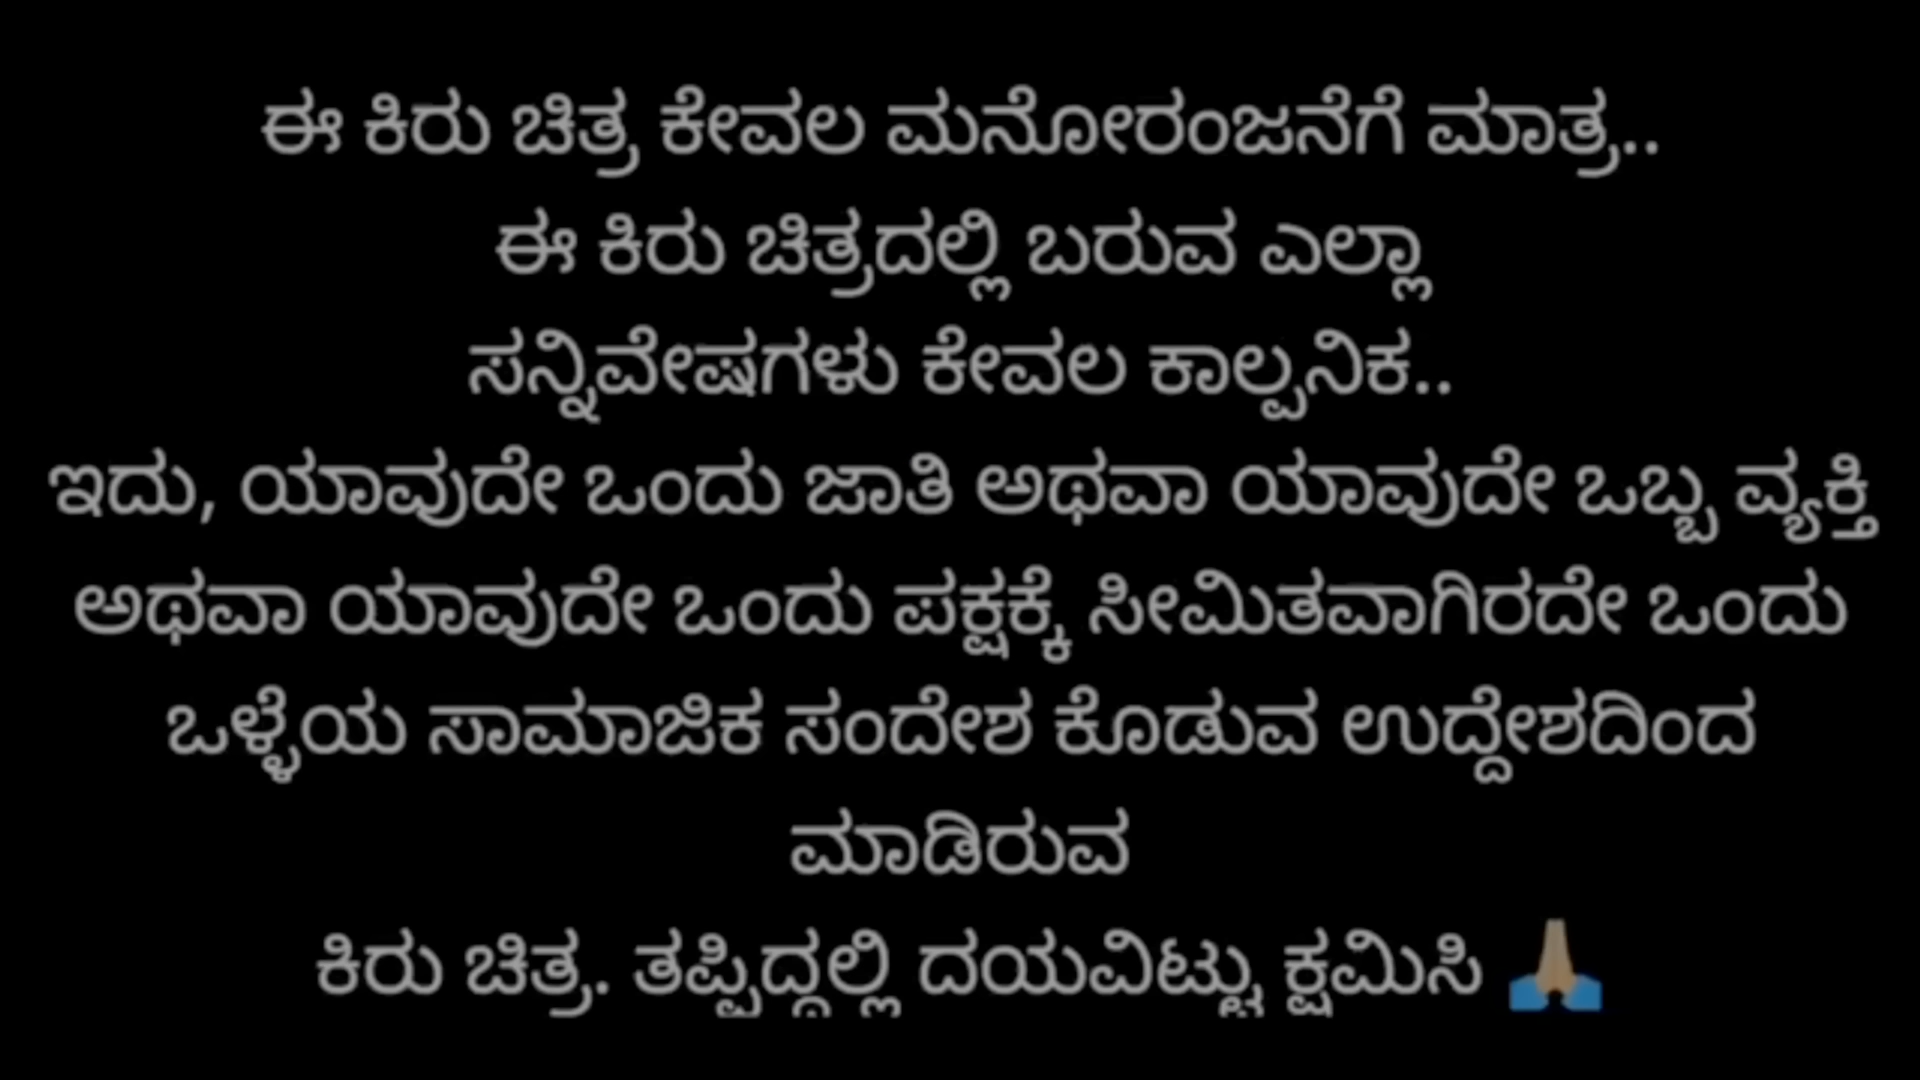 ಈ ಕಿರು ಚಿತ್ರ ಕೇವಲ ಮನೋರಂಜನೆಗೆ ಮಾತ್ರ..
ಈ ಕಿರು ಚಿತ್ರದಲ್ಲಿ ಬರುವ ಎಲ್ಲಾ
ಸನ್ನಿವೇಷಗಳು ಕೇವಲ ಕಾಲ್ಪನಿಕ..
ಇದು, ಯಾವುದೇ ಒಂದು ಜಾತಿ ಅಥವಾ ಯಾವುದೇ ಒಬ್ಬ ವ್ಯಕ್ತಿ
ಅಥವಾ ಯಾವುದೇ ಒಂದು ಪಕ್ಷಕ್ಕೆ ಸೀಮಿತವಾಗಿರದೇ ಒಂದು
ಒಳ್ಳೆಯ ಸಾಮಾಜಿಕ ಸಂದೇಶ ಕೊಡುವ ಉದ್ದೇಶದಿಂದ
ಮಾಡಿರುವ
ಕಿರು ಚಿತ್ರ. ತಪ್ಪಿದ್ದಲ್ಲಿ ದಯವಿಟ್ಟು ಕ್ಷಮಿಸಿ 🙏🏽